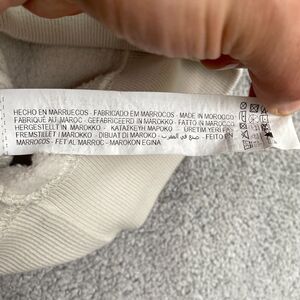 HECHO EN MARRUECOS - FABRICADO EM MARROCOS - MADE IN MOROCCO
FABRIQUÉ AU MAROC - GEFABRICEERD IN MAROKKO - FATTO IN MAROCCO
HERGESTELLT IN MAROKKO - ΚΑΤΑΣΚΕΥΗ ΜΑΡΟΚΟ - ÜRETIM YERI FAS
FREMSTILLET I MAROKKO - DIBUAT DI MAROKO - صنع في المغرب - FEITO EN
MARROCOS - FET AL MARROC - MAROKON EGINA